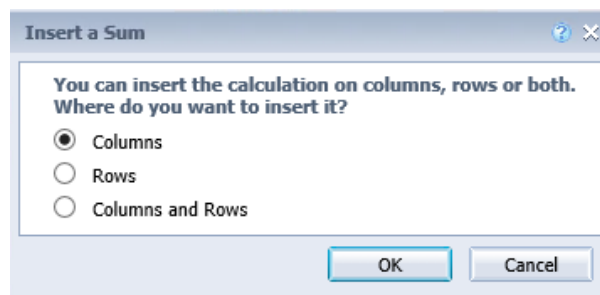 Insert a Sum
You can insert the calculation on columns, rows or both.
Where do you want to insert it?
Columns
Rows
Columns and Rows
OK Cancel